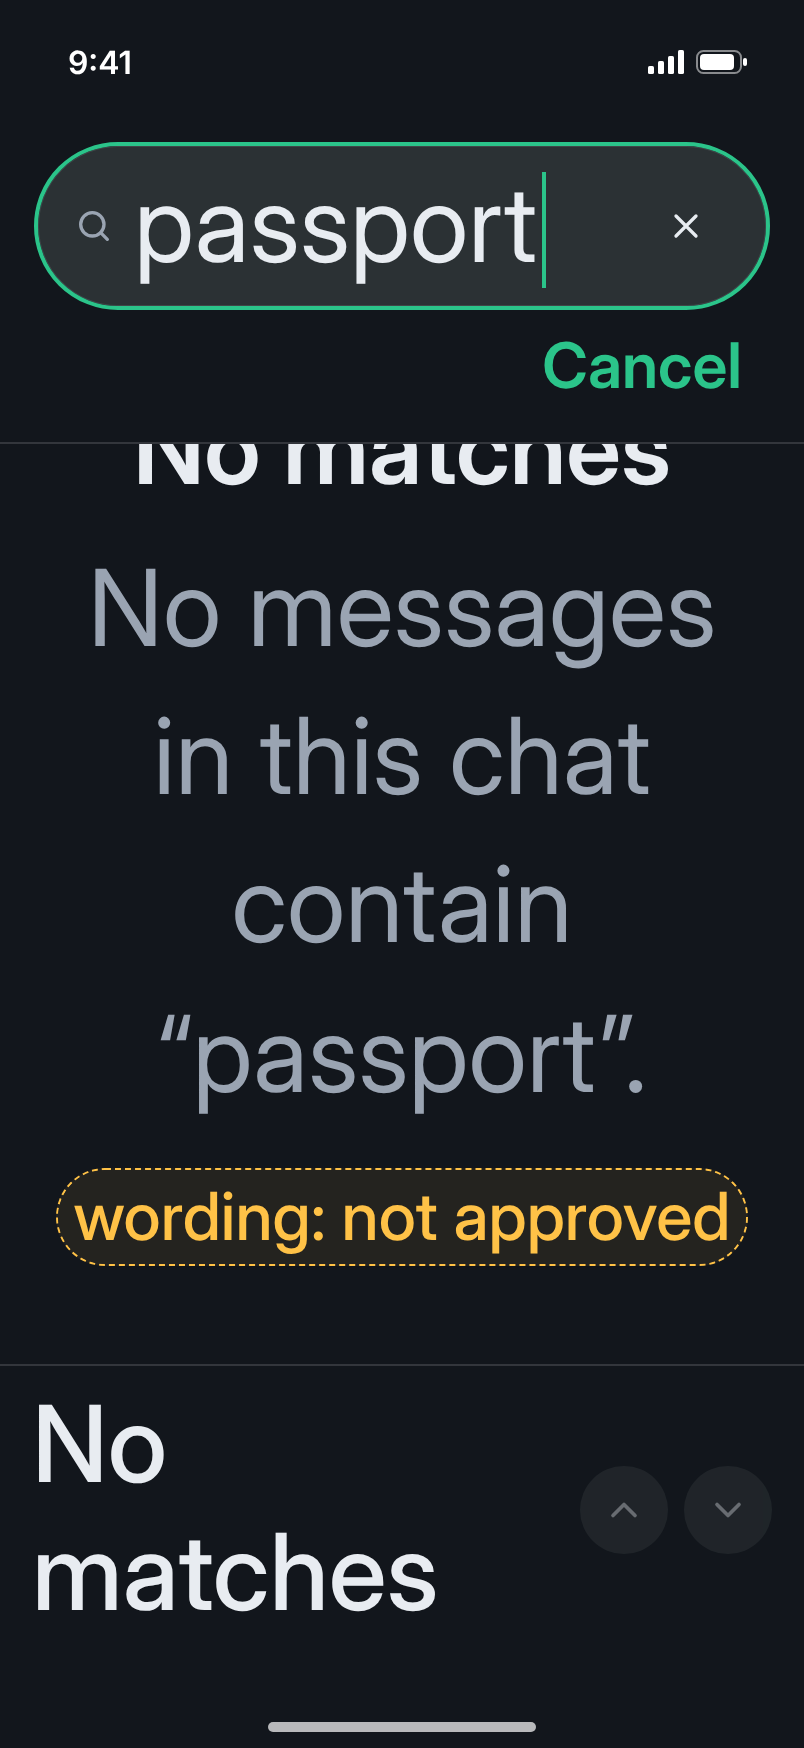 9:41
passport
Cancel
No matches
No messages
in this chat
contain
“passport”.
wording: not approved
No
matches